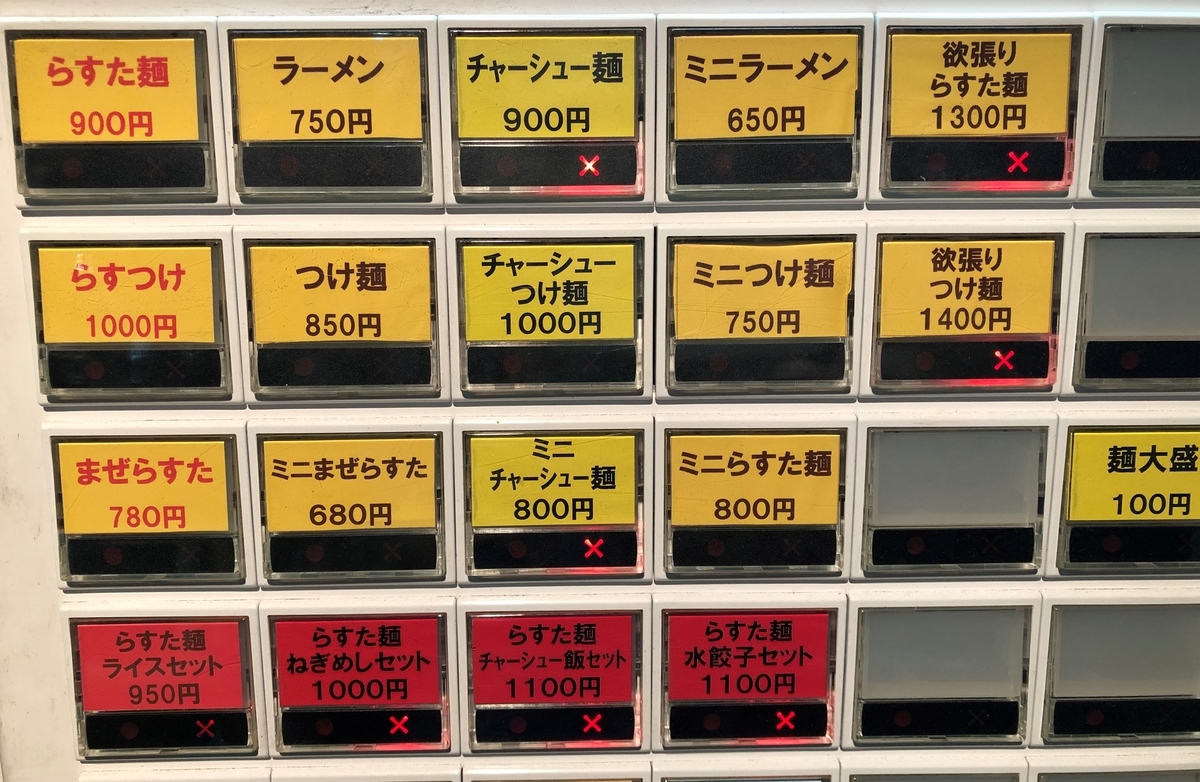 らすた麺
900円
ラーメン
750円
チャーシュー麺
900円
ミニラーメン
650円
欲張り
らすた麺
1300円
らすつけ
1000円
つけ麺
850円
チャーシュー
つけ麺
1000円
ミニつけ麺
750円
欲張り
つけ麺
1400円
まぜらすた
780円
ミニまぜらすた
680円
ミニ
チャーシュー麺
800円
ミニらすた麺
800円
麺大盛
100円
らすた麺
ライスセット
950円
らすた麺
ねぎめしセット
1000円
らすた麺
チャーシュー飯セット
1100円
らすた麺
水餃子セット
1100円